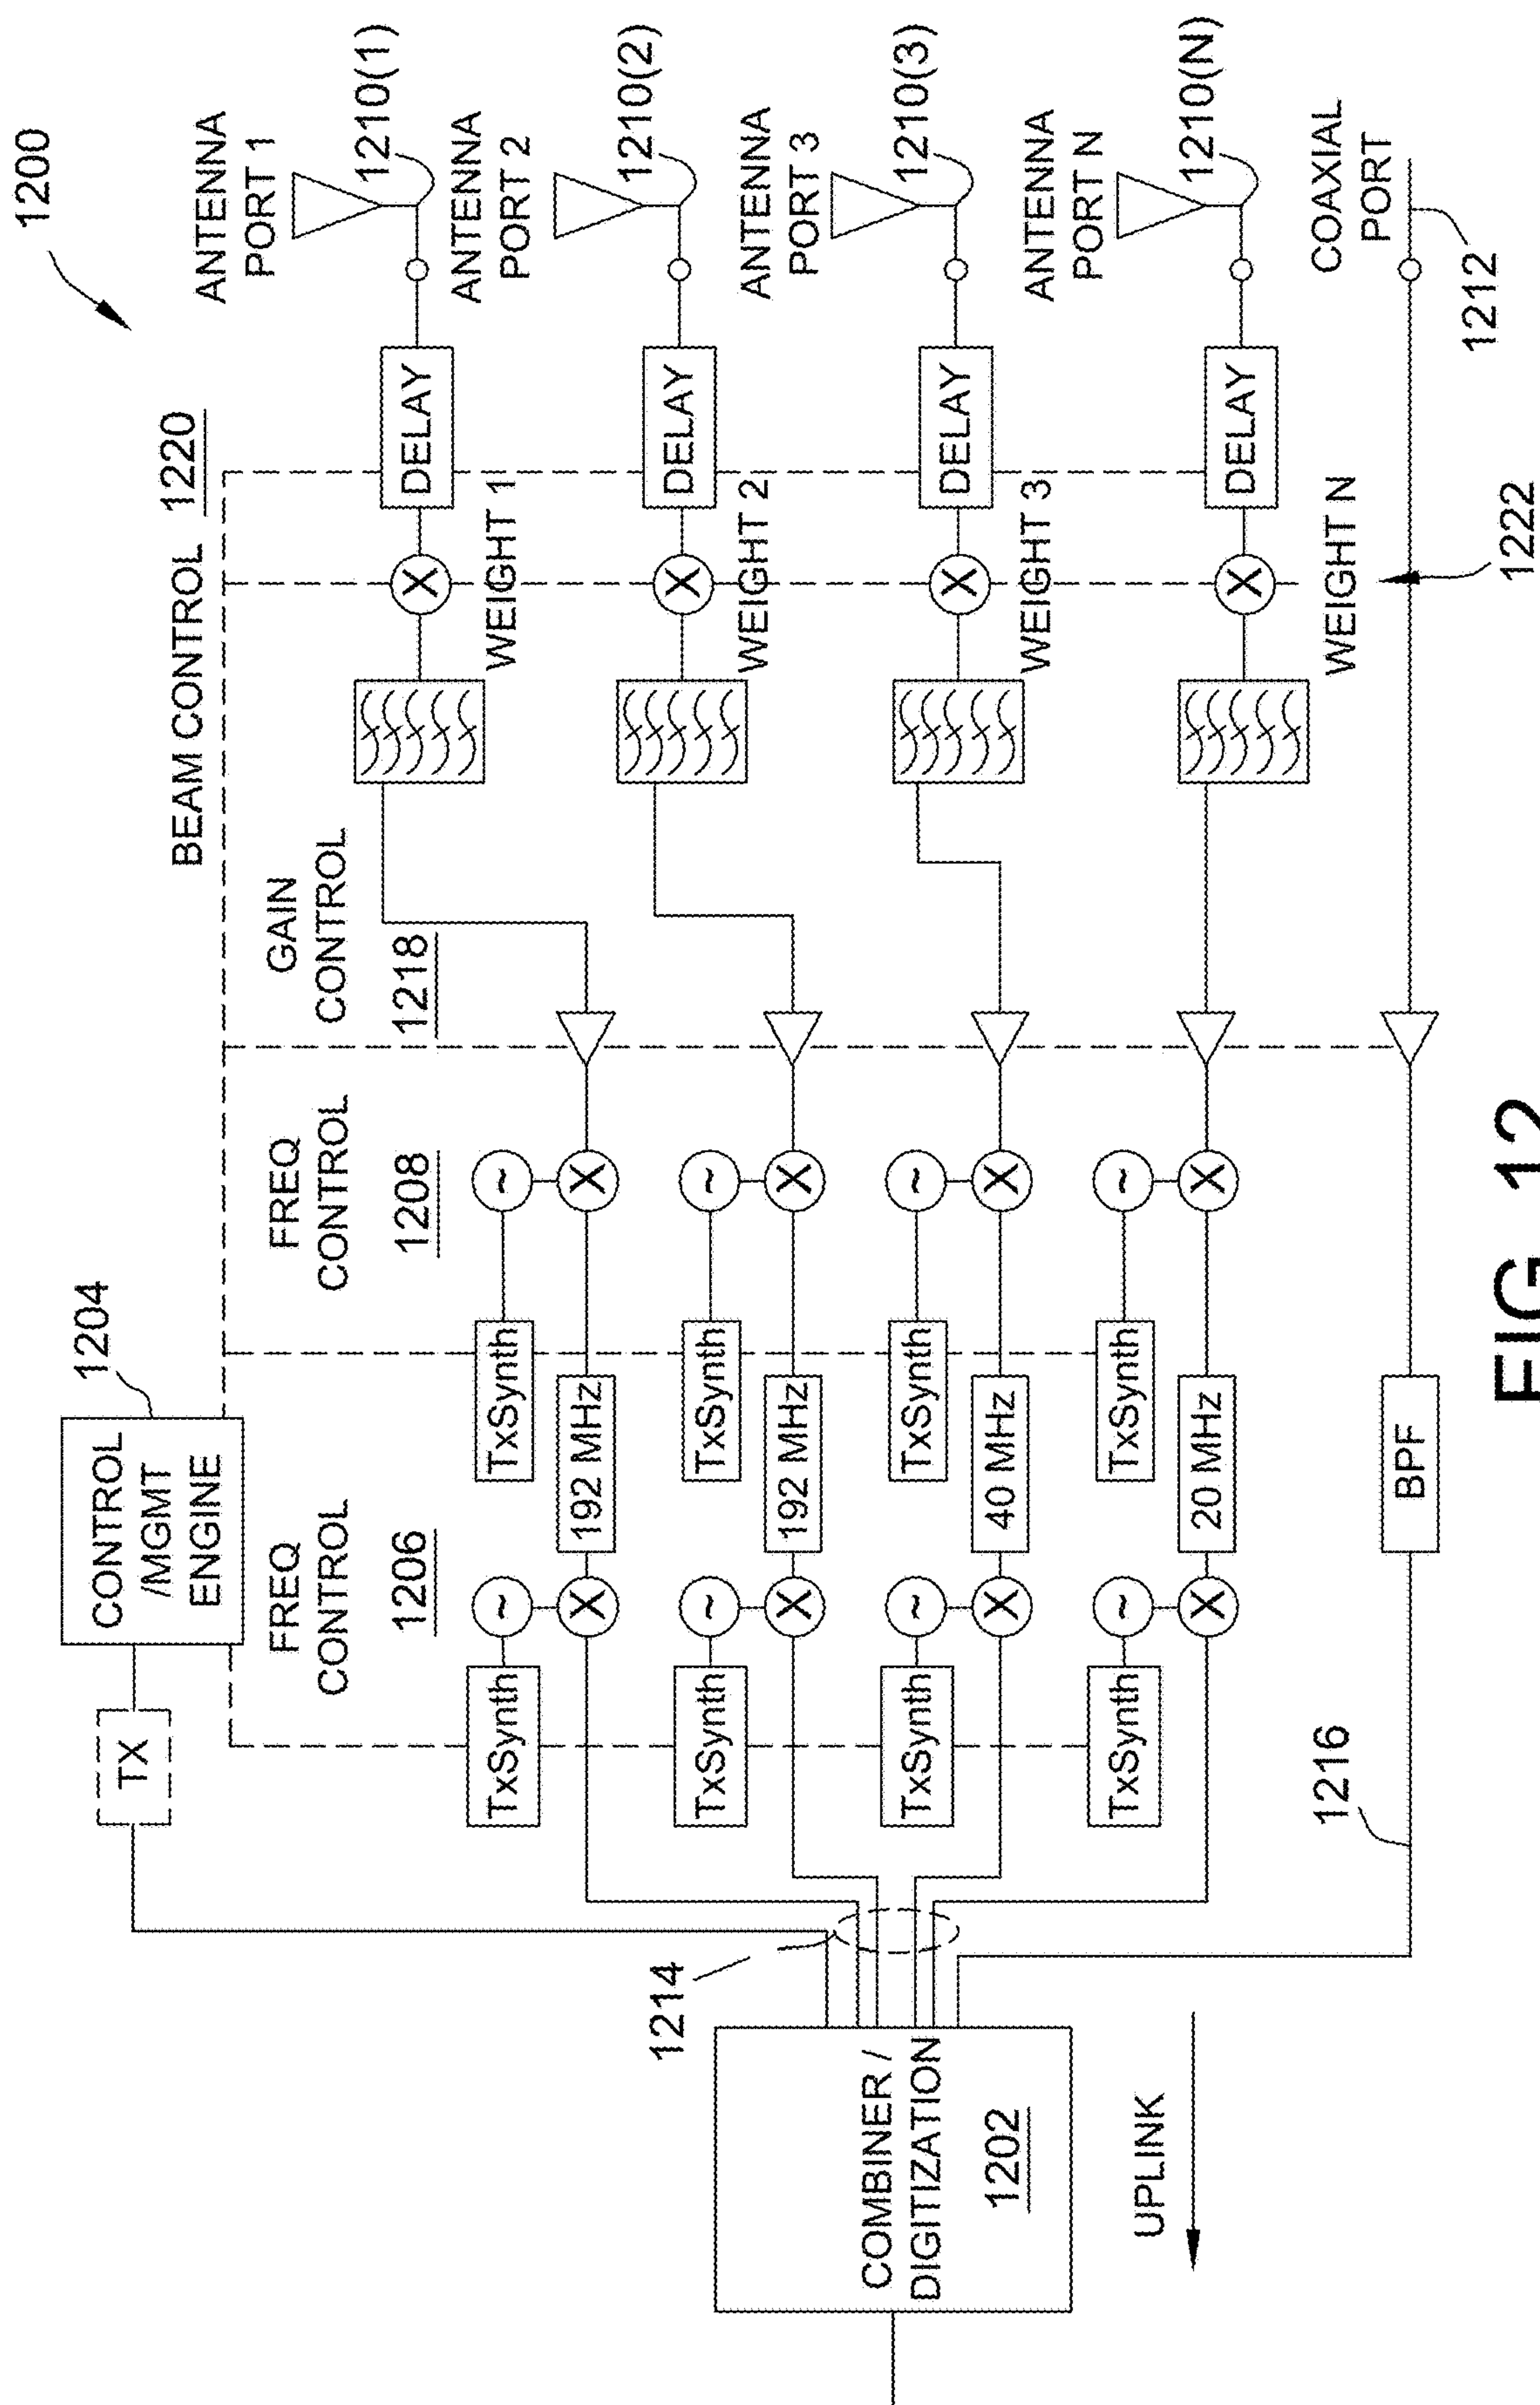 1200
1204
TX
CONTROL
/MGMT
ENGINE
BEAM CONTROL 1220
FREQ
CONTROL
1206
FREQ
CONTROL
1208
GAIN
CONTROL
1218
ANTENNA
PORT 1
1210(1)
DELAY
X
WEIGHT 1
~
X
TxSynth
192 MHz
~
X
TxSynth
ANTENNA
PORT 2
1210(2)
DELAY
X
WEIGHT 2
~
X
TxSynth
192 MHz
~
X
TxSynth
ANTENNA
PORT 3
1210(3)
DELAY
X
WEIGHT 3
~
X
TxSynth
40 MHz
~
X
TxSynth
ANTENNA
PORT N
1210(N)
DELAY
X
WEIGHT N
~
X
TxSynth
20 MHz
~
X
TxSynth
COAXIAL
PORT
1212
1222
BPF
1216
1214
COMBINER /
DIGITIZATION
1202
UPLINK
FIG. 12